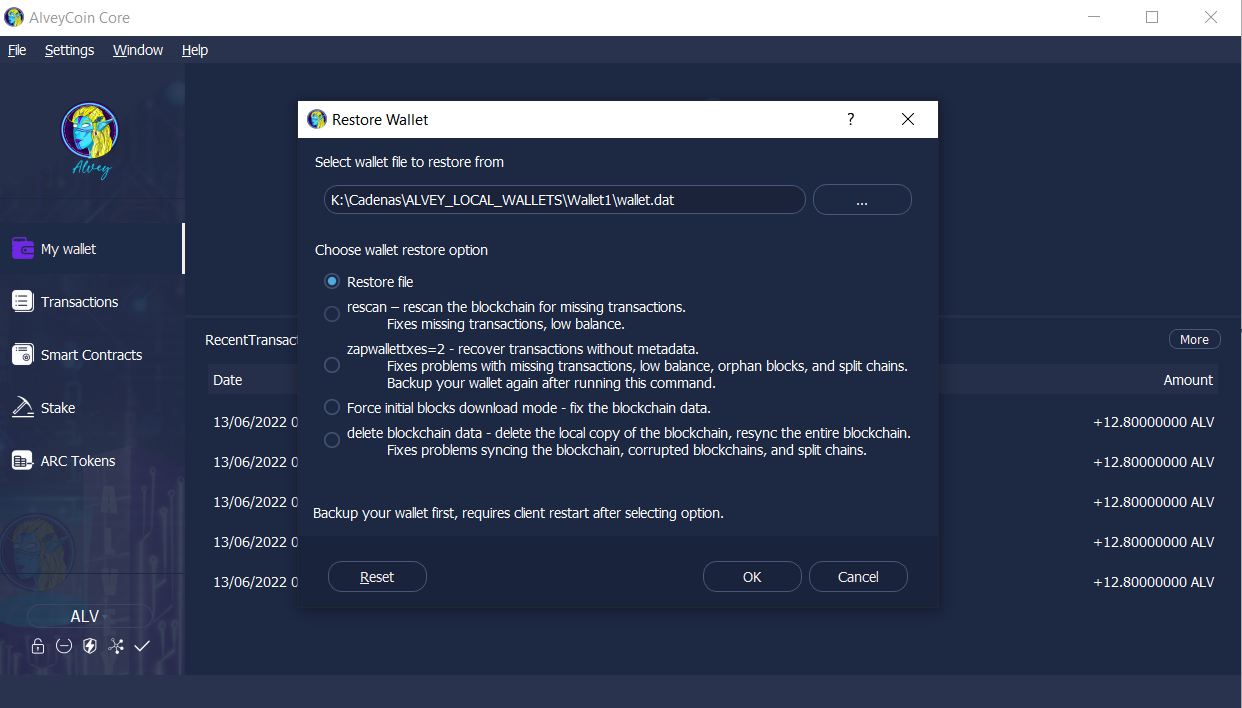 AlveyCoin Core
File Settings Window Help
Alvey
My wallet
Transactions
Smart Contracts
Stake
ARC Tokens
ALV
Restore Wallet
?
Select wallet file to restore from
K:\Cadenas\ALVEY_LOCAL_WALLETS\Wallet1\wallet.dat
...
Choose wallet restore option
Restore file
rescan – rescan the blockchain for missing transactions.
Fixes missing transactions, low balance.
zapwallettxes=2 - recover transactions without metadata.
Fixes problems with missing transactions, low balance, orphan blocks, and split chains.
Backup your wallet again after running this command.
Force initial blocks download mode - fix the blockchain data.
delete blockchain data - delete the local copy of the blockchain, resync the entire blockchain.
Fixes problems syncing the blockchain, corrupted blockchains, and split chains.
Backup your wallet first, requires client restart after selecting option.
Reset OK Cancel
RecentTransact More
Date Amount
13/06/2022 0 +12.80000000 ALV
13/06/2022 0 +12.80000000 ALV
13/06/2022 0 +12.80000000 ALV
13/06/2022 0 +12.80000000 ALV
13/06/2022 0 +12.80000000 ALV